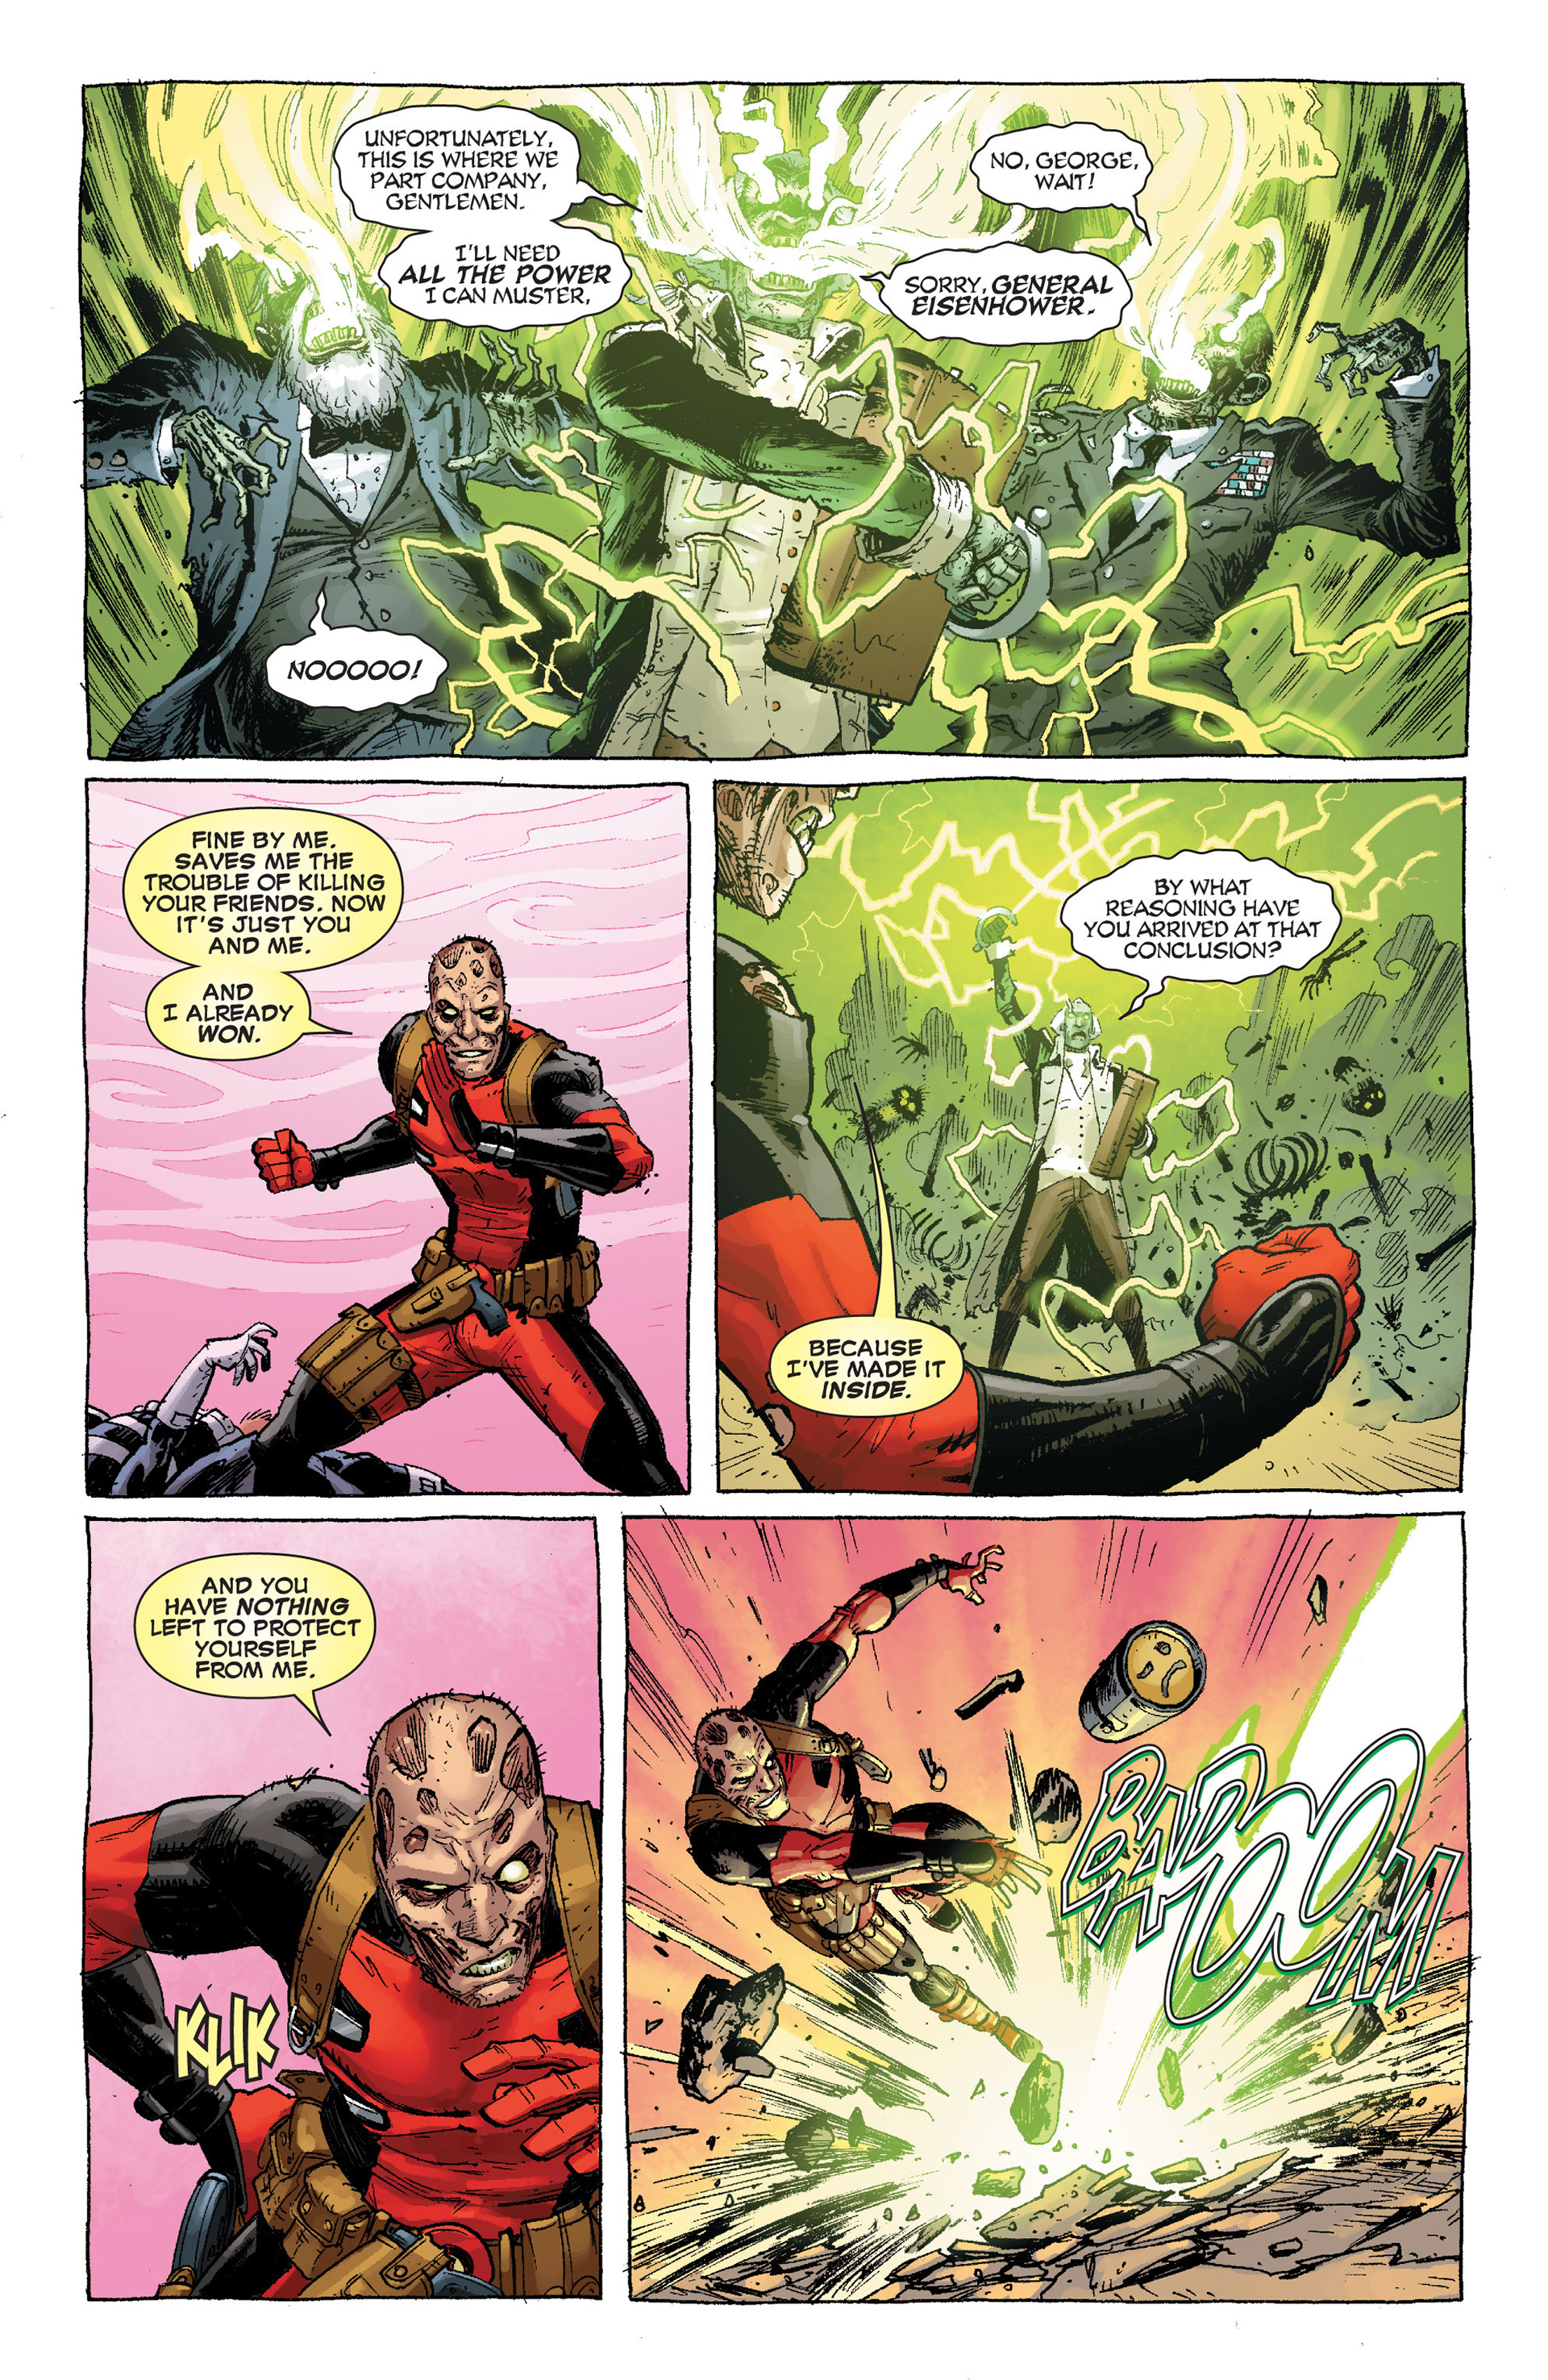 UNFORTUNATELY,
THIS IS WHERE WE
PART COMPANY,
GENTLEMEN.
I'LL NEED
ALL THE POWER
I CAN MUSTER,
NO, GEORGE,
WAIT!
SORRY, GENERAL
EISENHOWER.
NOOOOO!
FINE BY ME.
SAVES ME THE
TROUBLE OF KILLING
YOUR FRIENDS. NOW
IT'S JUST YOU
AND ME.
AND
I ALREADY
WON.
BY WHAT
REASONING HAVE
YOU ARRIVED AT THAT
CONCLUSION?
BECAUSE
I'VE MADE IT
INSIDE.
AND YOU
HAVE NOTHING
LEFT TO PROTECT
YOURSELF
FROM ME.
KLIK